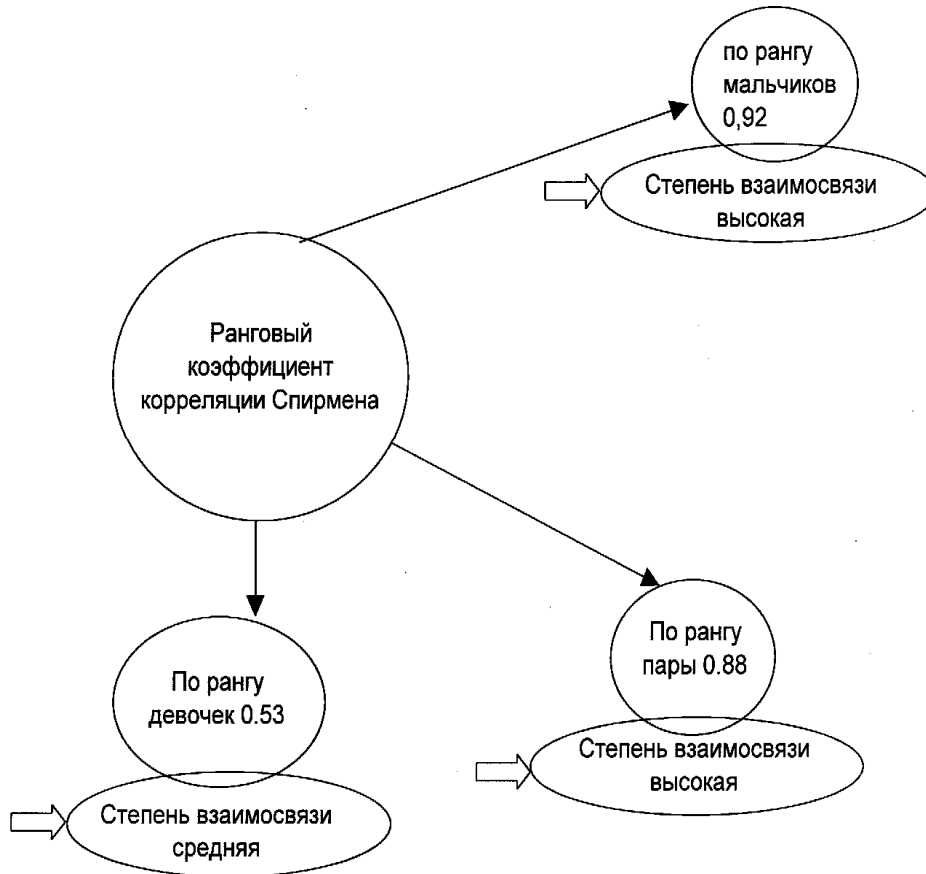 по рангу
мальчиков
0,92
Степень взаимосвязи
высокая
Ранговый
коэффициент
корреляции Спирмена
По рангу
пары 0.88
Степень взаимосвязи
высокая
По рангу
девочек 0.53
Степень взаимосвязи
средняя